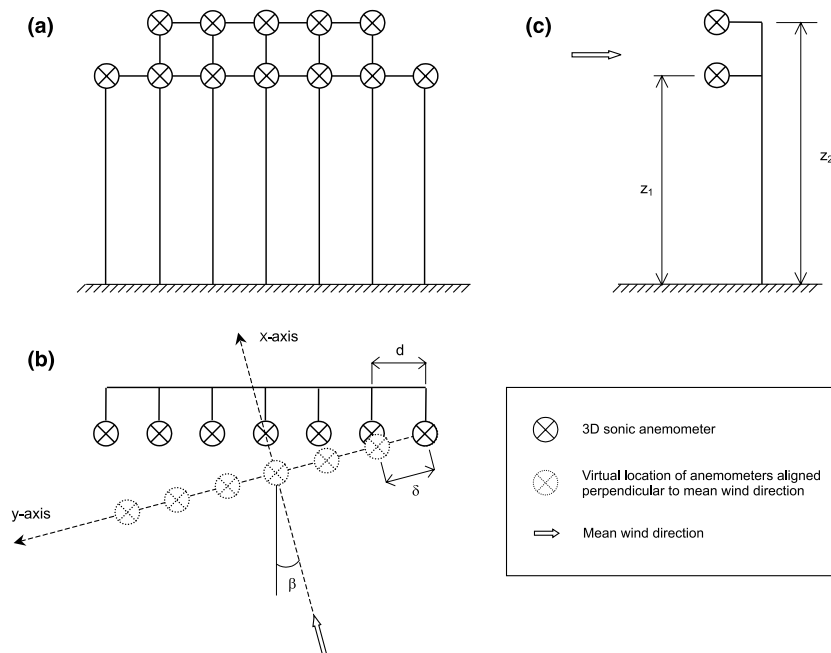 (a)
(c)
z₁
z₂
(b)
x-axis
d
δ
y-axis
β
3D sonic anemometer
Virtual location of anemometers aligned
perpendicular to mean wind direction
Mean wind direction